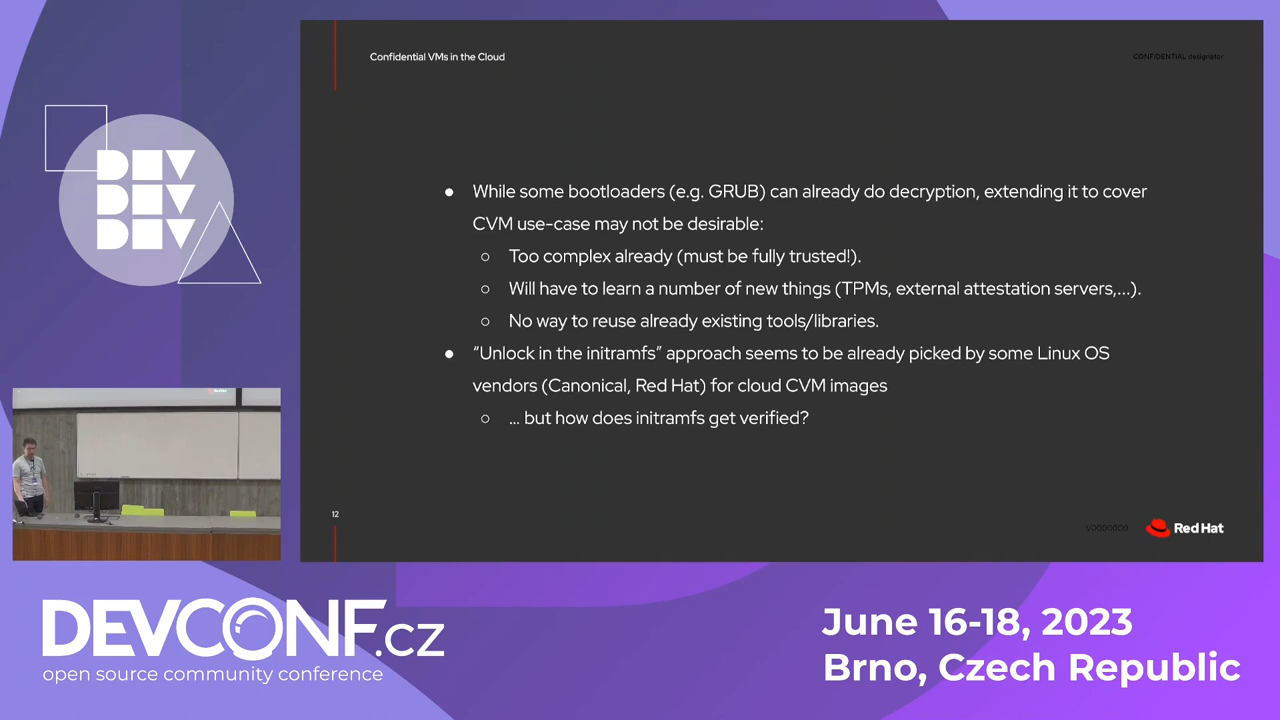 Confidential VMs in the Cloud
CONFIDENTIAL designator
● While some bootloaders (e.g. GRUB) can already do decryption, extending it to cover
CVM use-case may not be desirable:
○ Too complex already (must be fully trusted!).
○ Will have to learn a number of new things (TPMs, external attestation servers,...).
○ No way to reuse already existing tools/libraries.
● “Unlock in the initramfs” approach seems to be already picked by some Linux OS
vendors (Canonical, Red Hat) for cloud CVM images
○ ... but how does initramfs get verified?
12
V0000000
Red Hat
DEV
DEV
DEV
DEVCONF.cz
open source community conference
June 16-18, 2023
Brno, Czech Republic